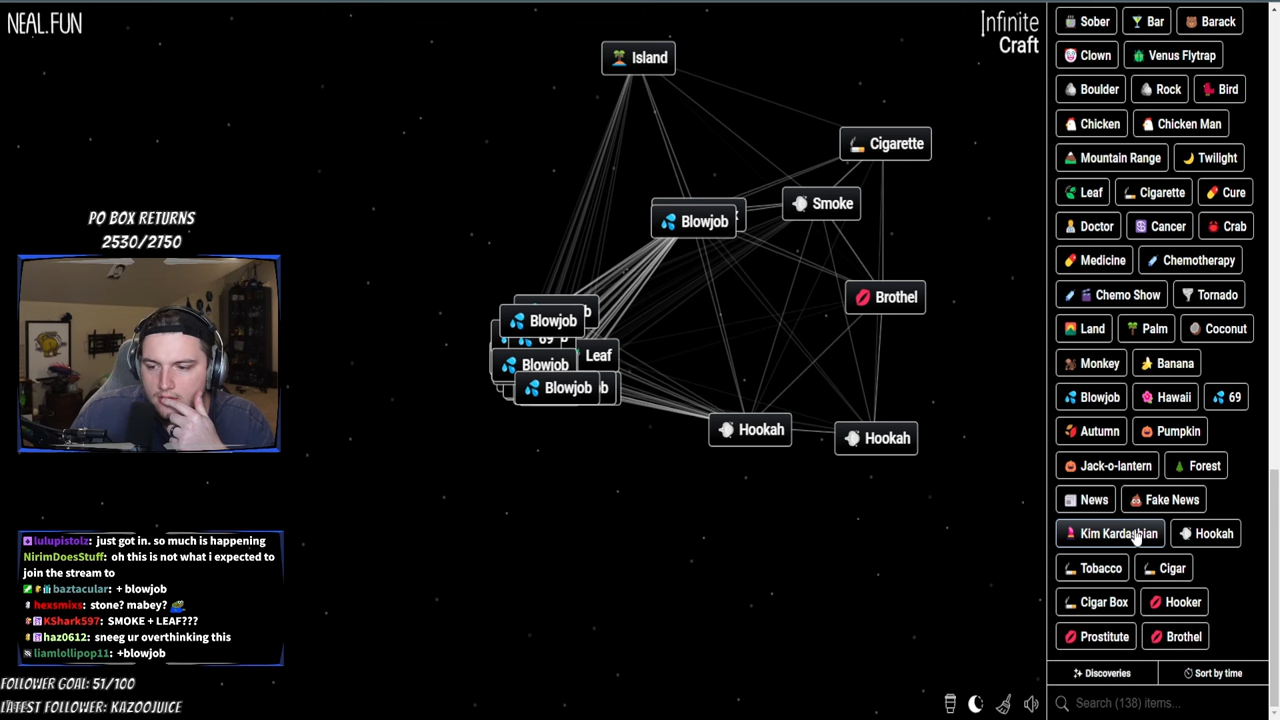 NEAL.FUN
Infinite
Craft
Island
Cigarette
Smoke
Blowjob
Brothel
Blowjob
69
Leaf
Blowjob
Blowjob
Hookah
Hookah
PO BOX RETURNS
2530/2750
lulupistolz: just got in. so much is happening
NirimDoesStuff: oh this is not what i expected to
join the stream to
baztacular: + blowjob
hexsmixs: stone? mabey?
KShark597: SMOKE + LEAF???
haz0612: sneeg ur overthinking this
liamlollipop11: +blowjob
FOLLOWER GOAL: 51/100
LATEST FOLLOWER: KAZOOJUICE
Sober Bar Barack
Clown Venus Flytrap
Boulder Rock Bird
Chicken Chicken Man
Mountain Range Twilight
Leaf Cigarette Cure
Doctor Cancer Crab
Medicine Chemotherapy
Chemo Show Tornado
Land Palm Coconut
Monkey Banana
Blowjob Hawaii 69
Autumn Pumpkin
Jack-o-lantern Forest
News Fake News
Kim Kardashian Hookah
Tobacco Cigar
Cigar Box Hooker
Prostitute Brothel
Discoveries Sort by time
Search (138) items...